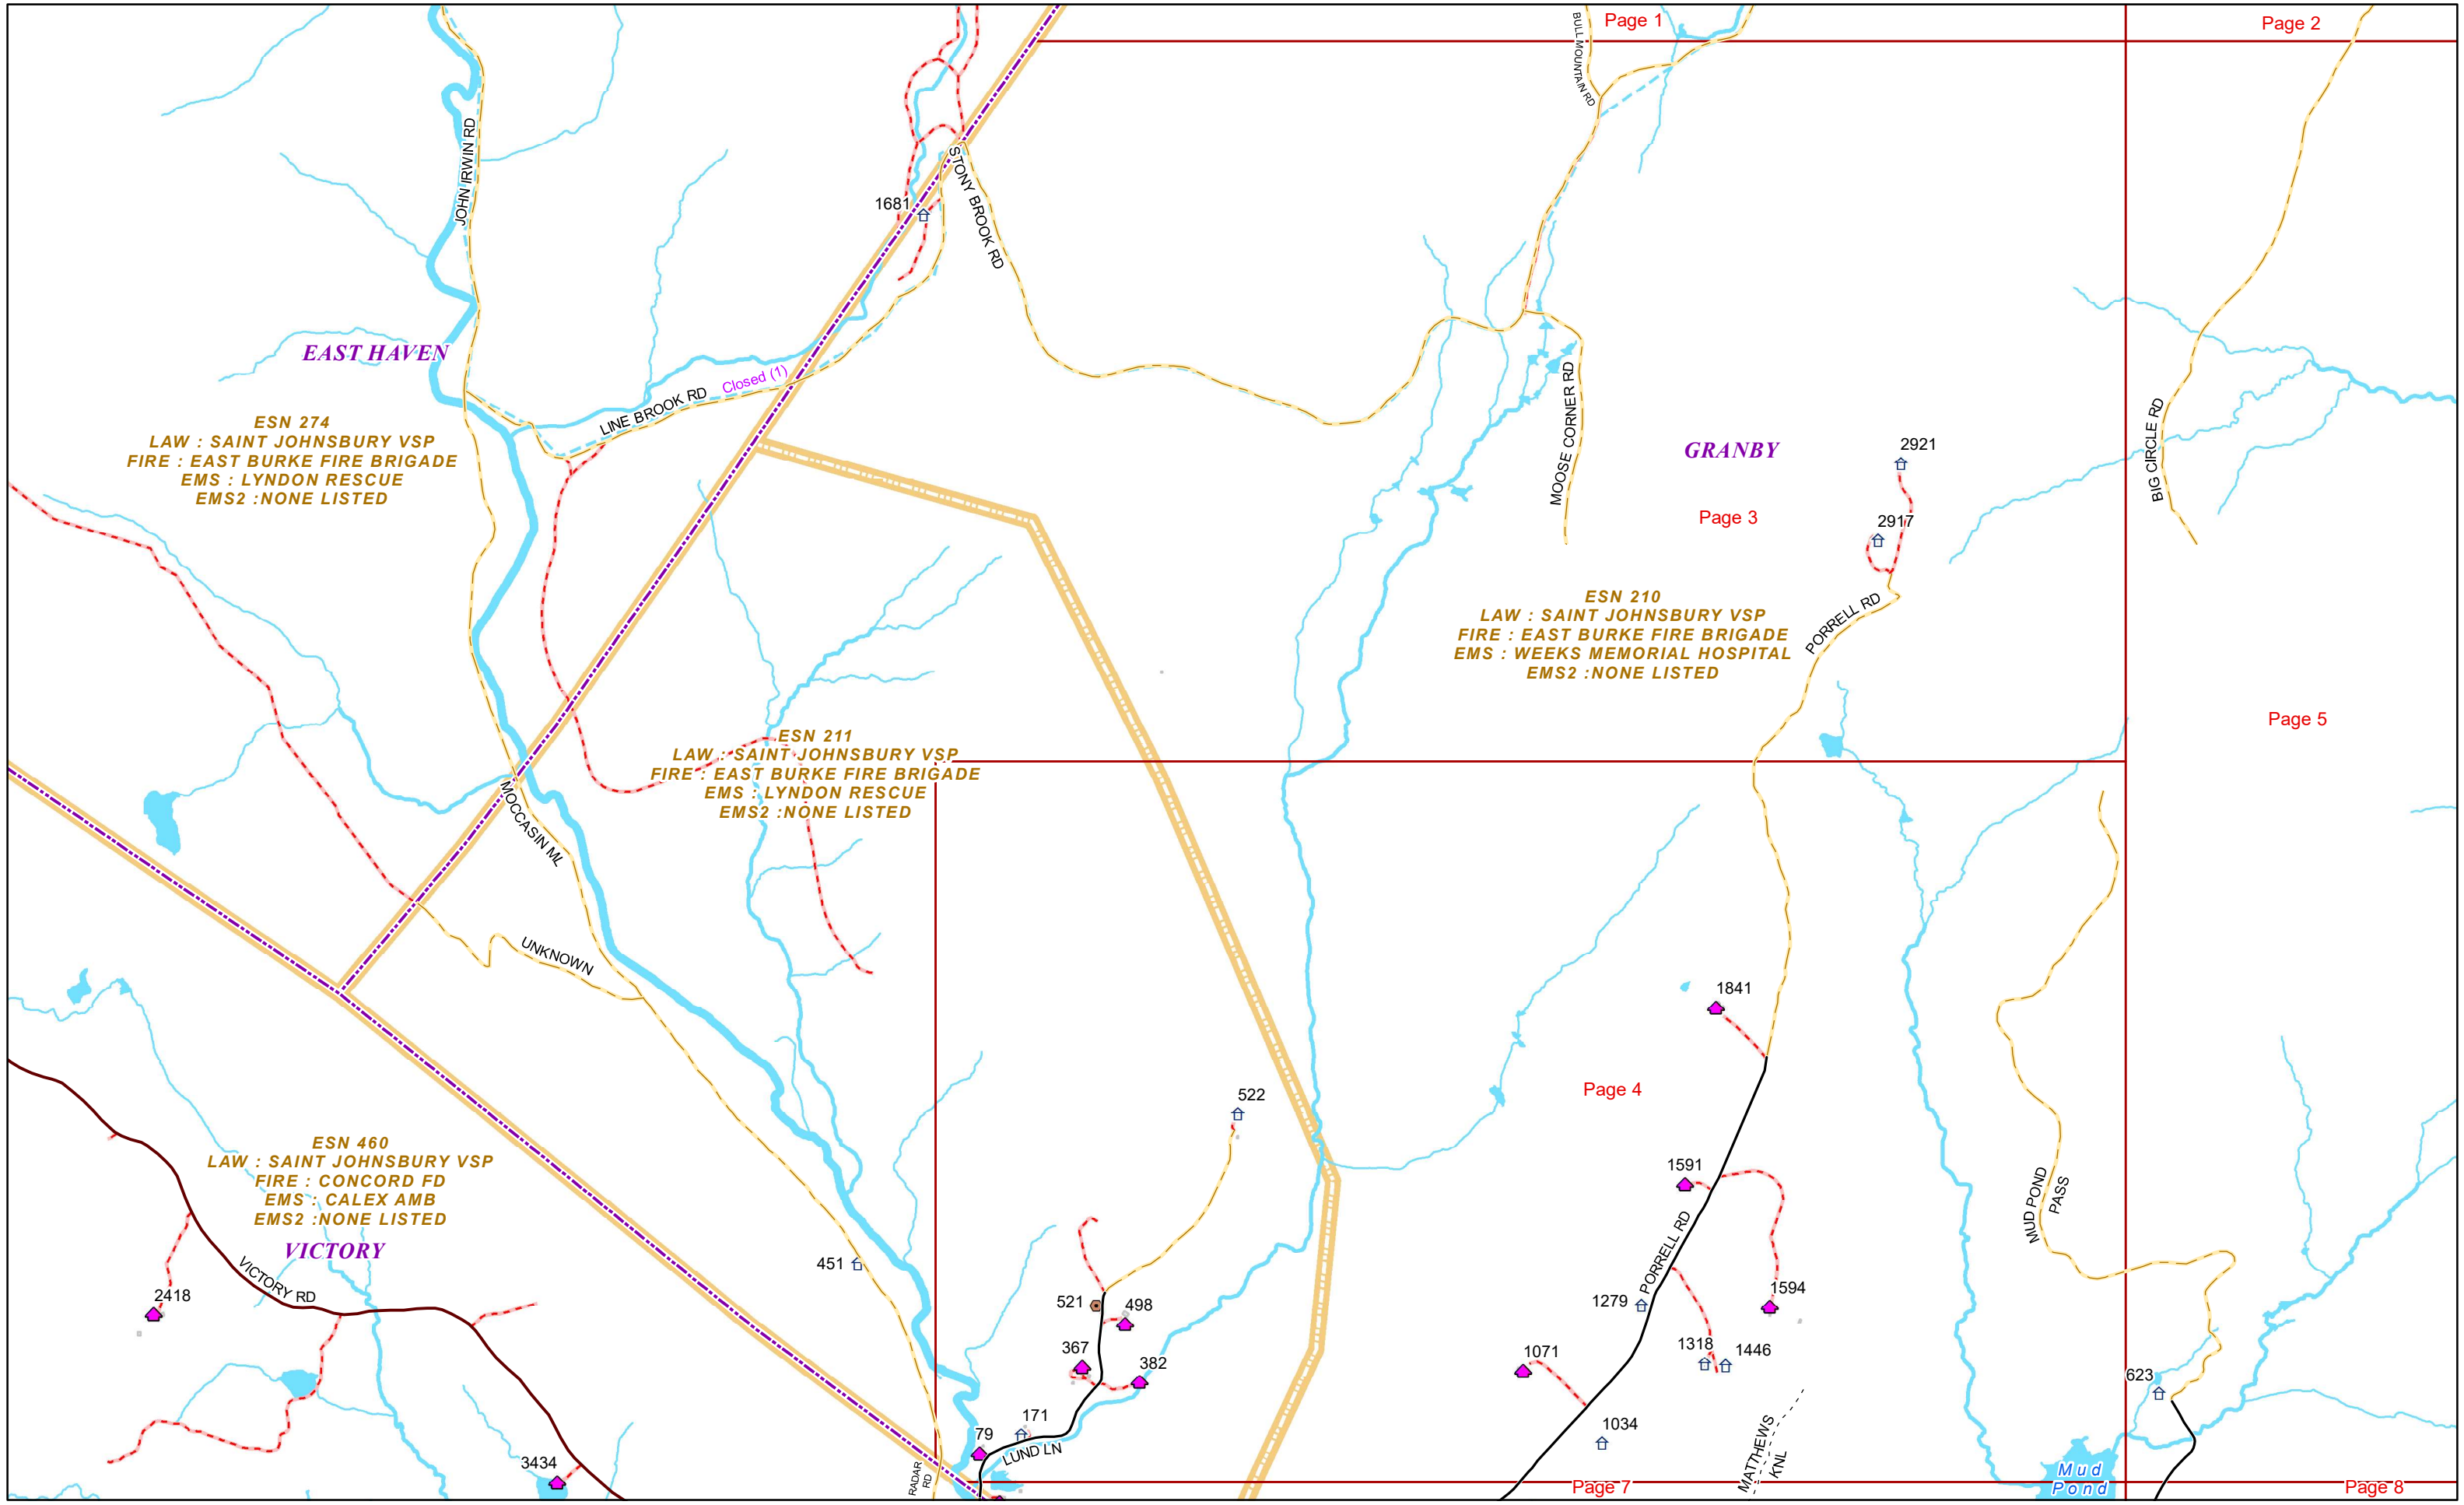 Page 1
Page 2
BULL MOUNTAIN RD
JOHN IRWIN RD
STONY BROOK RD
1681
EAST HAVEN
Closed (1)
LINE BROOK RD
ESN 274
LAW : SAINT JOHNSBURY VSP
FIRE : EAST BURKE FIRE BRIGADE
EMS : LYNDON RESCUE
EMS2 :NONE LISTED
MOOSE CORNER RD
GRANBY
2921
BIG CIRCLE RD
Page 3
2917
ESN 210
LAW : SAINT JOHNSBURY VSP
FIRE : EAST BURKE FIRE BRIGADE
EMS : WEEKS MEMORIAL HOSPITAL
EMS2 :NONE LISTED
PORRELL RD
Page 5
ESN 211
LAW : SAINT JOHNSBURY VSP
FIRE : EAST BURKE FIRE BRIGADE
EMS : LYNDON RESCUE
EMS2 :NONE LISTED
MOCCASIN ML
UNKNOWN
1841
Page 4
522
ESN 460
LAW : SAINT JOHNSBURY VSP
FIRE : CONCORD FD
EMS : CALEX AMB
EMS2 :NONE LISTED
VICTORY
1591
MUD POND
PASS
PORRELL RD
451
VICTORY RD
2418
521
498
1279
1594
367
382
1318
1446
1071
623
171
79
1034
LUND LN
MATTHEWS
KNL
3434
RADAR
RD
Mud
Pond
Page 7
Page 8